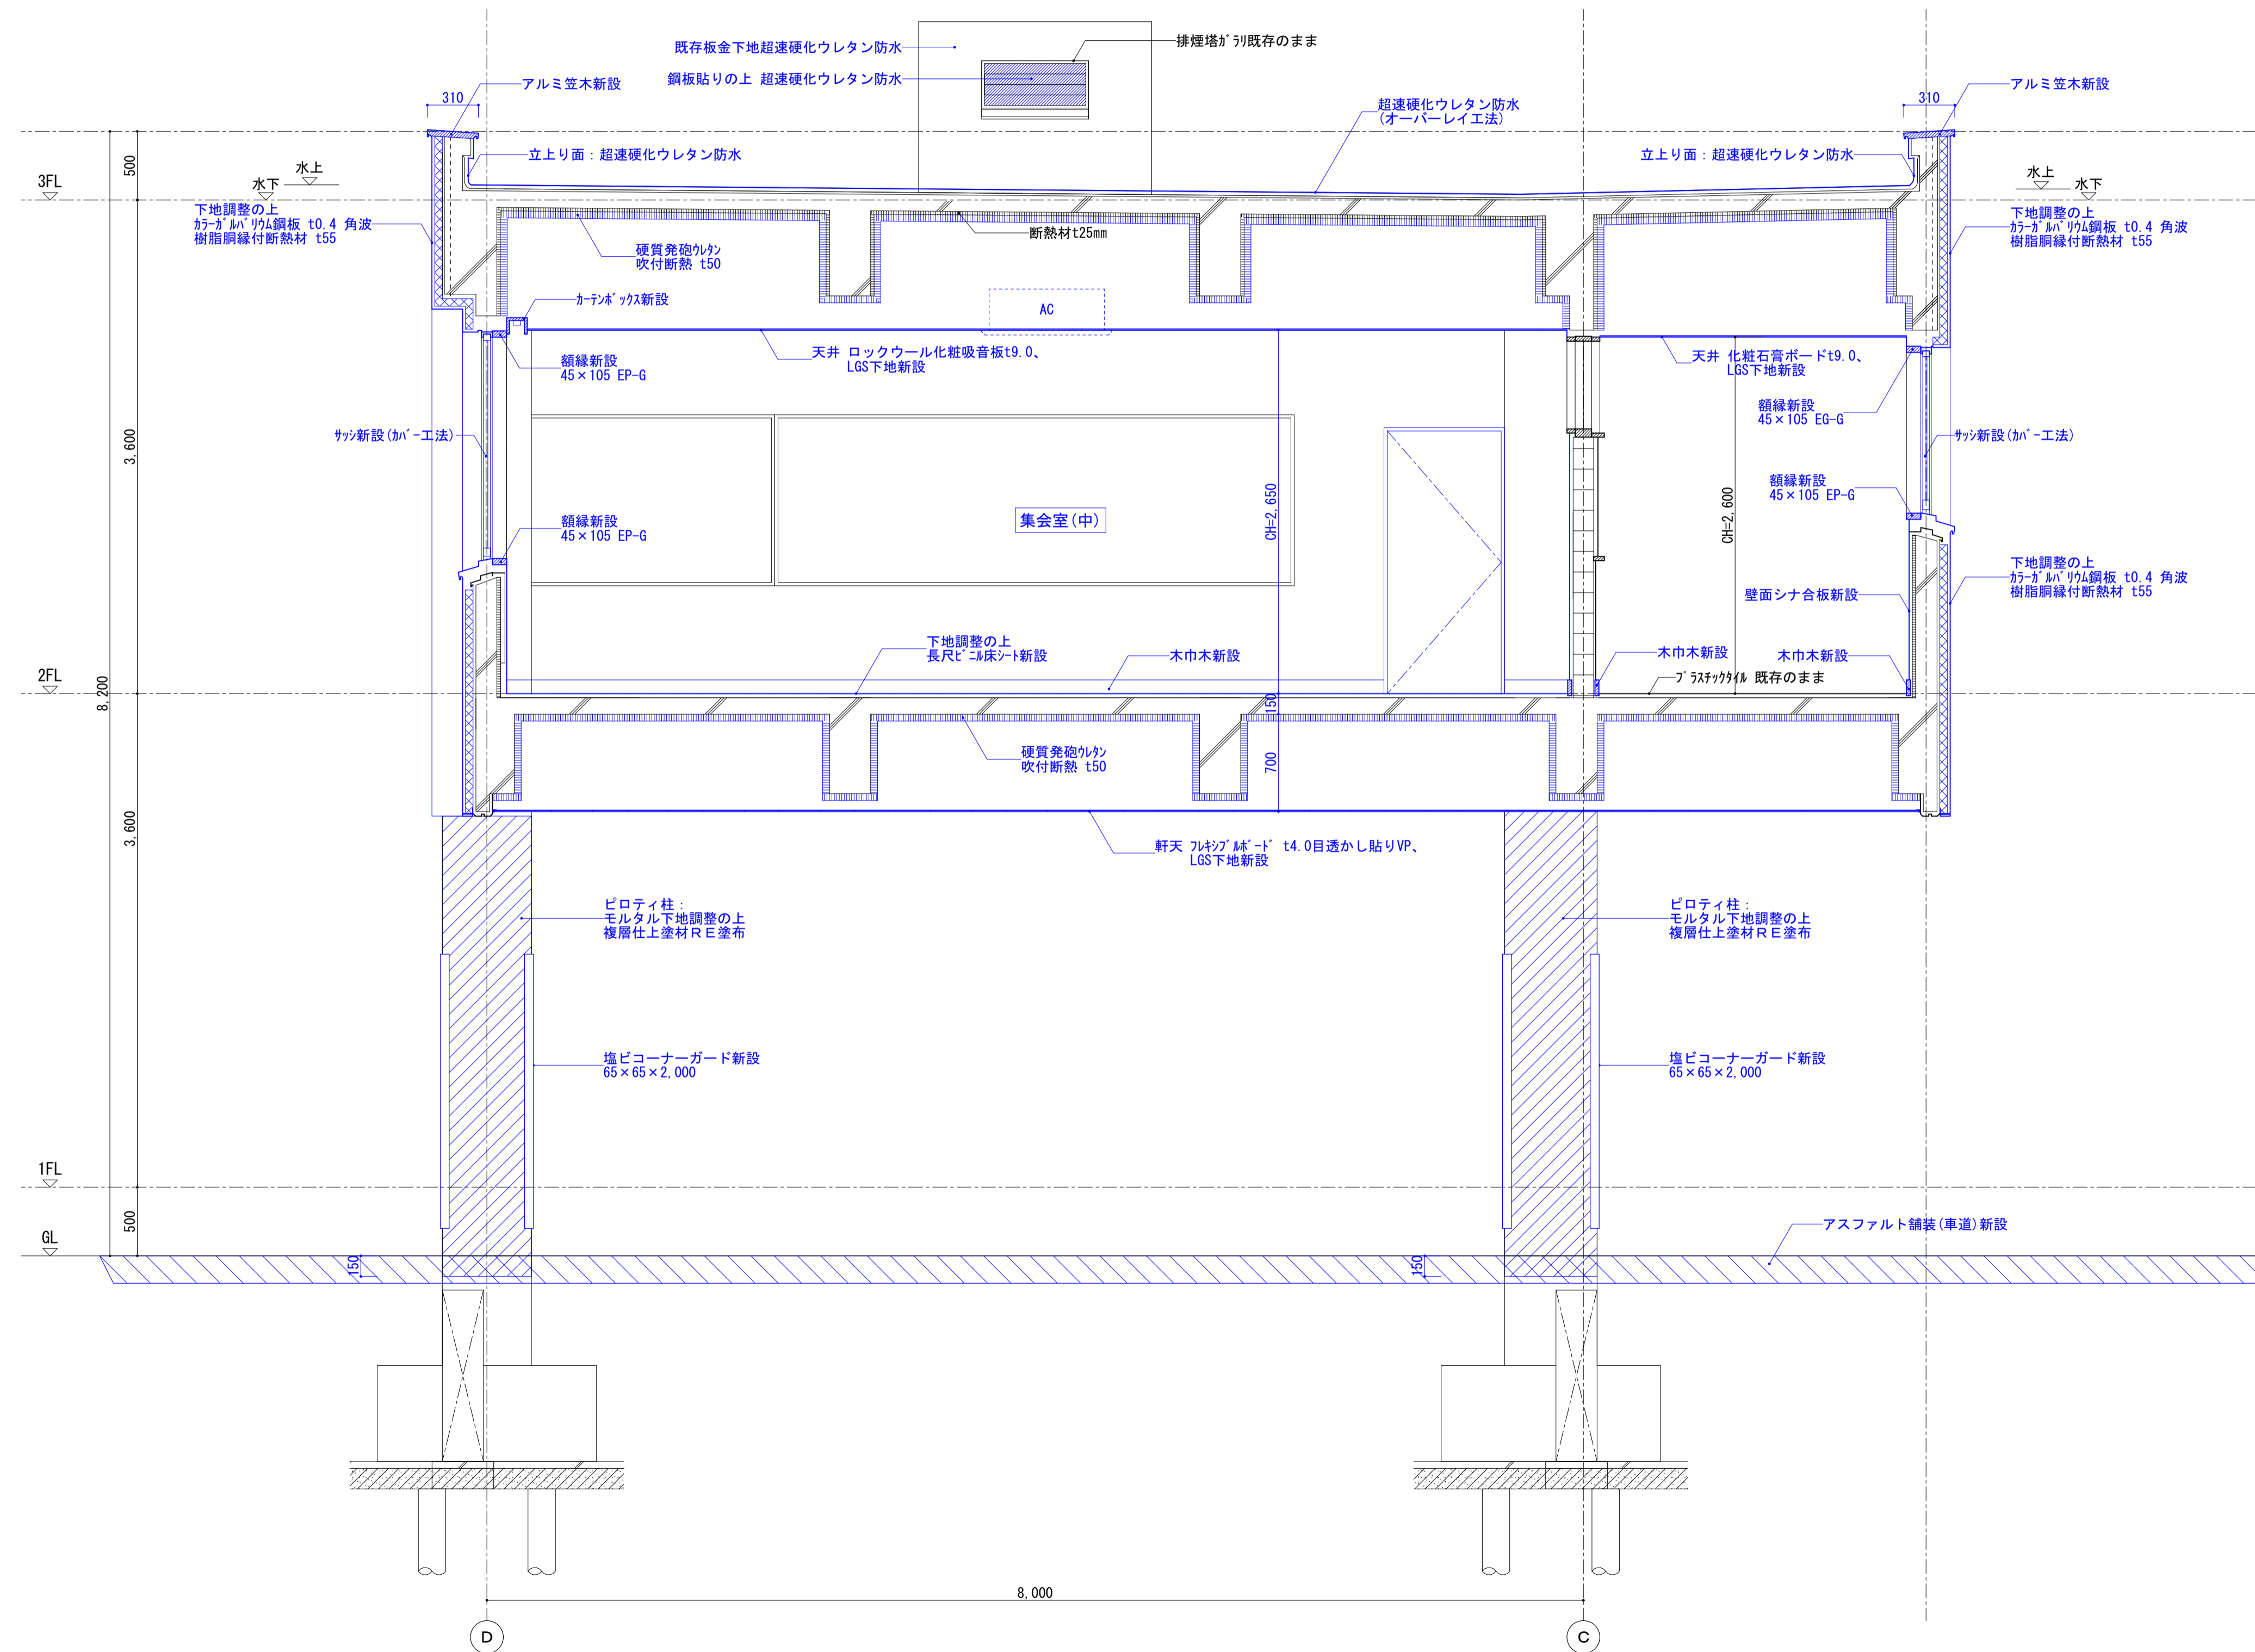 既存板金下地超速硬化ウレタン防水
排煙塔ｶﾞﾗﾘ既存のまま
鋼板貼りの上 超速硬化ウレタン防水
アルミ笠木新設
アルミ笠木新設
310
310
超速硬化ウレタン防水
(オーバーレイ工法)
立上り面：超速硬化ウレタン防水
立上り面：超速硬化ウレタン防水
500
水上
水下
3FL
水上
水下
下地調整の上
ｶﾗｰｶﾞﾙﾊﾞﾘｳﾑ鋼板 t0.4 角波
樹脂胴縁付断熱材 t55
下地調整の上
ｶﾗｰｶﾞﾙﾊﾞﾘｳﾑ鋼板 t0.4 角波
樹脂胴縁付断熱材 t55
断熱材t25mm
硬質発砲ｳﾚﾀﾝ
吹付断熱 t50
ｶｰﾃﾝﾎﾞｯｸｽ新設
AC
天井 ロックウール化粧吸音板t9.0、
LGS下地新設
天井 化粧石膏ボードt9.0、
LGS下地新設
額縁新設
45×105 EP-G
額縁新設
45×105 EG-G
3,600
ｻｯｼ新設(ｶﾊﾞｰ工法)
ｻｯｼ新設(ｶﾊﾞｰ工法)
額縁新設
45×105 EP-G
CH=2,650
CH=2,600
額縁新設
45×105 EP-G
集会室(中)
下地調整の上
ｶﾗｰｶﾞﾙﾊﾞﾘｳﾑ鋼板 t0.4 角波
樹脂胴縁付断熱材 t55
壁面シナ合板新設
下地調整の上
長尺ﾋﾞﾆﾙ床ｼｰﾄ新設
木巾木新設
木巾木新設
木巾木新設
ﾌﾟﾗｽﾁｯｸﾀｲﾙ 既存のまま
2FL
8,200
150
700
硬質発砲ｳﾚﾀﾝ
吹付断熱 t50
3,600
軒天 ﾌﾚｷｼﾌﾞﾙﾎﾞｰﾄﾞ t4.0目透かし貼りVP、
LGS下地新設
ピロティ柱：
モルタル下地調整の上
複層仕上塗材ＲＥ塗布
ピロティ柱：
モルタル下地調整の上
複層仕上塗材ＲＥ塗布
塩ビコーナーガード新設
65×65×2,000
塩ビコーナーガード新設
65×65×2,000
1FL
500
GL
アスファルト舗装(車道)新設
150
150
8,000
D
C